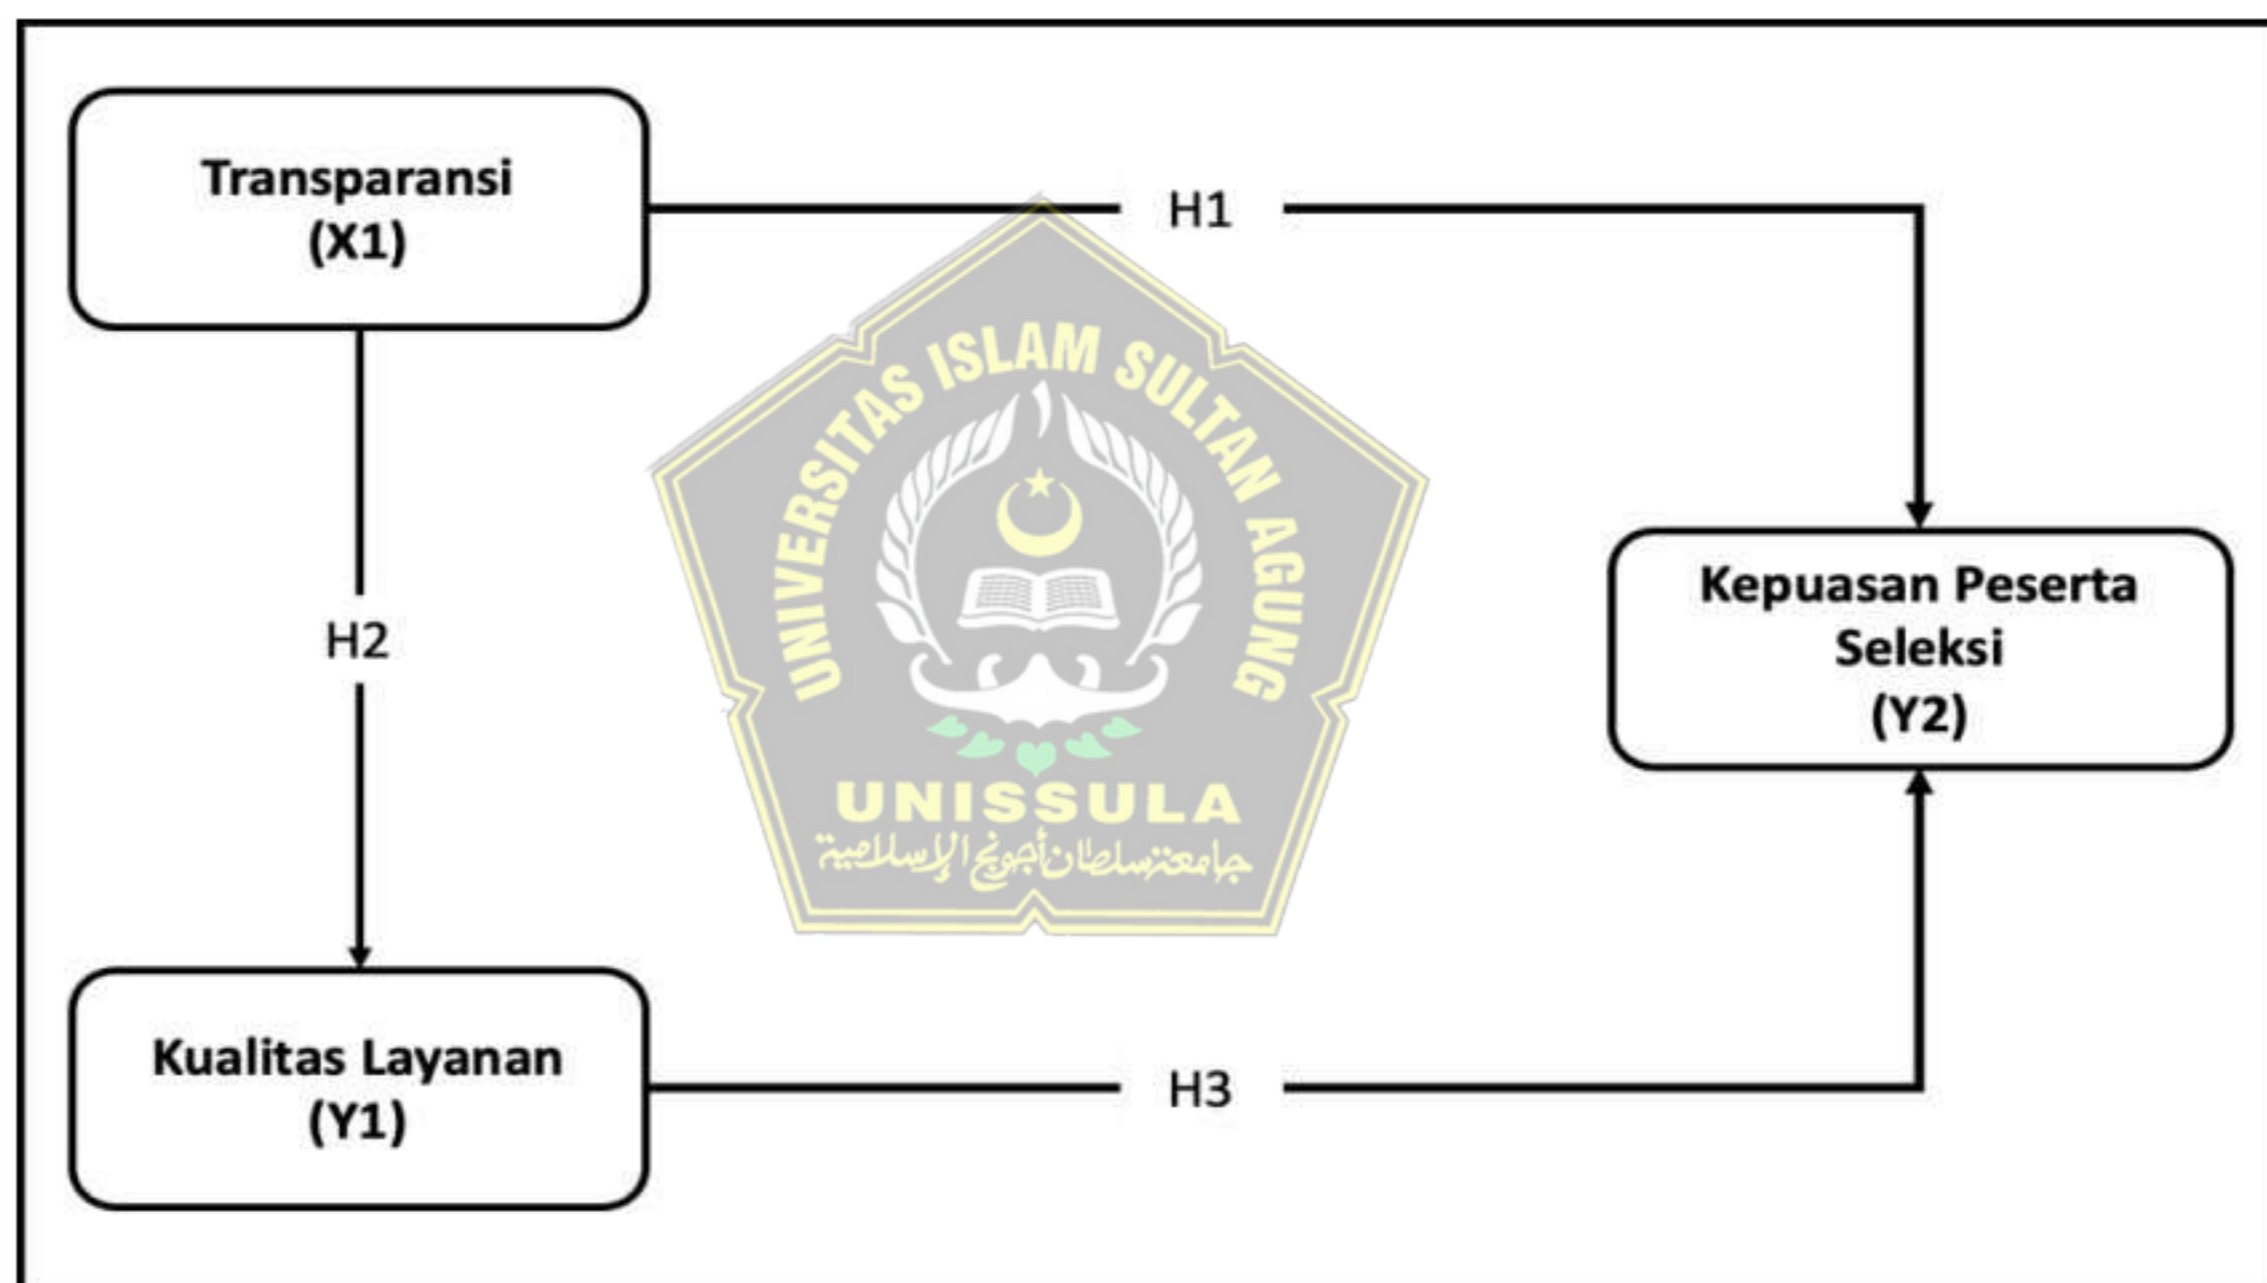 Transparansi
(X1)
H1
UNIVERSITAS ISLAM SULTAN AGUNG
H2
Kepuasan Peserta
Seleksi
(Y2)
UNISSULA
جامعة سلطان أجونج الإسلامية
Kualitas Layanan
(Y1)
H3